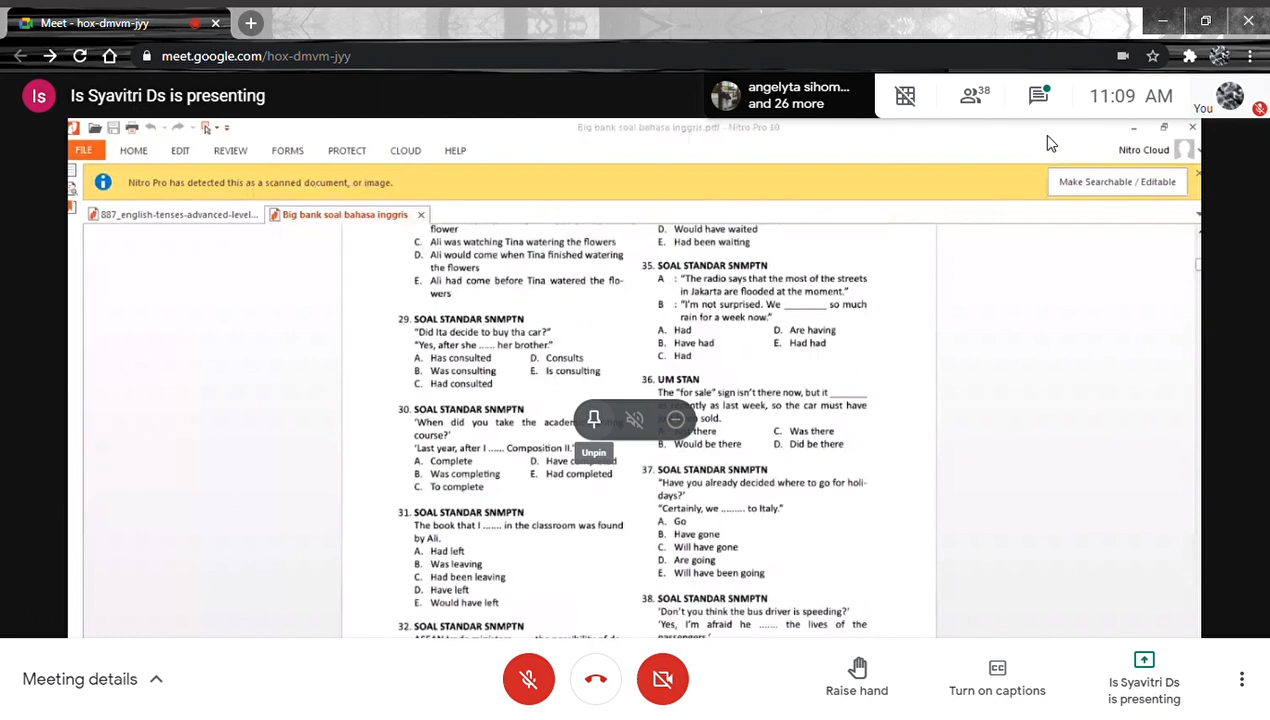 Meet - hox-dmvm-jyy
meet.google.com/hox-dmvm-jyy
Is
Is Syavitri Ds is presenting
angelyta sihom...
and 26 more
38
11:09 AM
You
Big bank soal bahasa inggris.pdf - Nitro Pro 10
FILE
HOME
EDIT
REVIEW
FORMS
PROTECT
CLOUD
HELP
Nitro Cloud
Nitro Pro has detected this as a scanned document, or image.
Make Searchable / Editable
887_english-tenses-advanced-level...
Big bank soal bahasa inggris
flower
C. Ali was watching Tina watering the flowers
D. Ali would come when Tina finished watering
the flowers
E. Ali had come before Tina watered the flo-
wers
29. SOAL STANDAR SNMPTN
"Did Ita decide to buy tha car?"
"Yes, after she ...... her brother."
A. Has consulted
D. Consults
B. Was consulting
E. Is consulting
C. Had consulted
30. SOAL STANDAR SNMPTN
'When did you take the academ
course?'
'Last year, after I ...... Composition II.'
A. Complete
D. Have completed
B. Was completing
E. Had completed
C. To complete
31. SOAL STANDAR SNMPTN
The book that I ....... in the classroom was found
by Ali.
A. Had left
B. Was leaving
C. Had been leaving
D. Have left
E. Would have left
32. SOAL STANDAR SNMPTN
D. Would have waited
E. Had been waiting
35. SOAL STANDAR SNMPTN
A : "The radio says that the most of the streets
in Jakarta are flooded at the moment."
B : "I'm not surprised. We ________ so much
rain for a week now."
A. Had
D. Are having
B. Have had
E. Had had
C. Had
36. UM STAN
The "for sale" sign isn't there now, but it _______
recently as last week, so the car must have
sold.
there
C. Was there
B. Would be there
D. Did be there
37. SOAL STANDAR SNMPTN
"Have you already decided where to go for holi-
days?'
"Certainly, we ......... to Italy."
A. Go
B. Have gone
C. Will have gone
D. Are going
E. Will have been going
38. SOAL STANDAR SNMPTN
'Don't you think the bus driver is speeding?'
'Yes, I'm afraid he ....... the lives of the
passengers.'
Unpin
Meeting details
Raise hand
Turn on captions
Is Syavitri Ds
is presenting